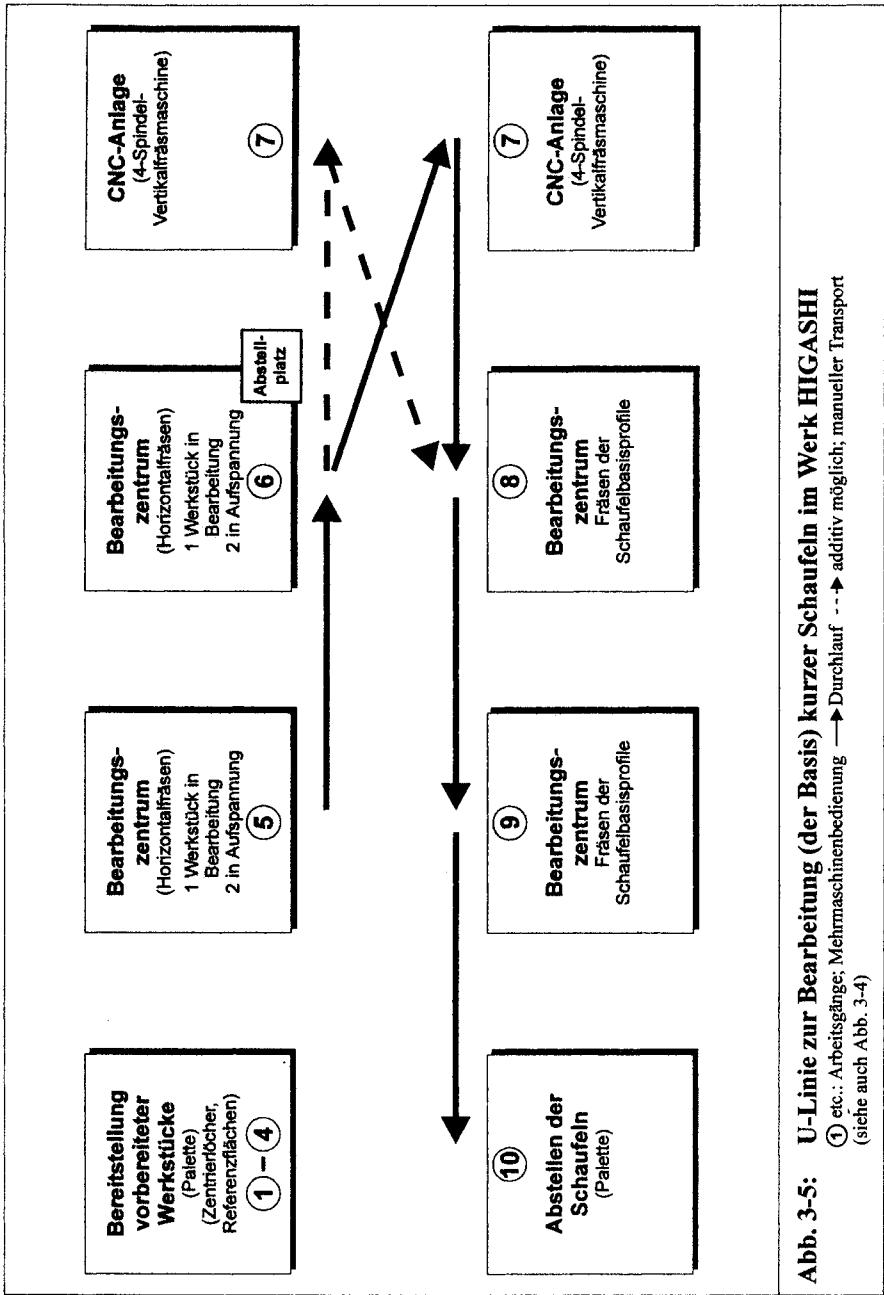 Bereitstellung
vorbereiteter
Werkstücke
(Palette)
(Zentrierlöcher,
Referenzflächen)
① – ④
Bearbeitungs-
zentrum
(Horizontalfräsen)
1 Werkstück in
Bearbeitung
2 in Aufspannung
⑤
Bearbeitungs-
zentrum
(Horizontalfräsen)
1 Werkstück in
Bearbeitung
2 in Aufspannung
⑥
Abstell-
platz
CNC-Anlage
(4-Spindel-
Vertikalfräsmaschine)
⑦
⑩
Abstellen der
Schaufeln
(Palette)
⑨
Bearbeitungs-
zentrum
Fräsen der
Schaufelbasisprofile
⑧
Bearbeitungs-
zentrum
Fräsen der
Schaufelbasisprofile
⑦
CNC-Anlage
(4-Spindel-
Vertikalfräsmaschine)
Abb. 3-5: U-Linie zur Bearbeitung (der Basis) kurzer Schaufeln im Werk HIGASHI
① etc.: Arbeitsgänge; Mehrmaschinenbedienung → Durchlauf ---→ additiv möglich; manueller Transport
(siehe auch Abb. 3-4)